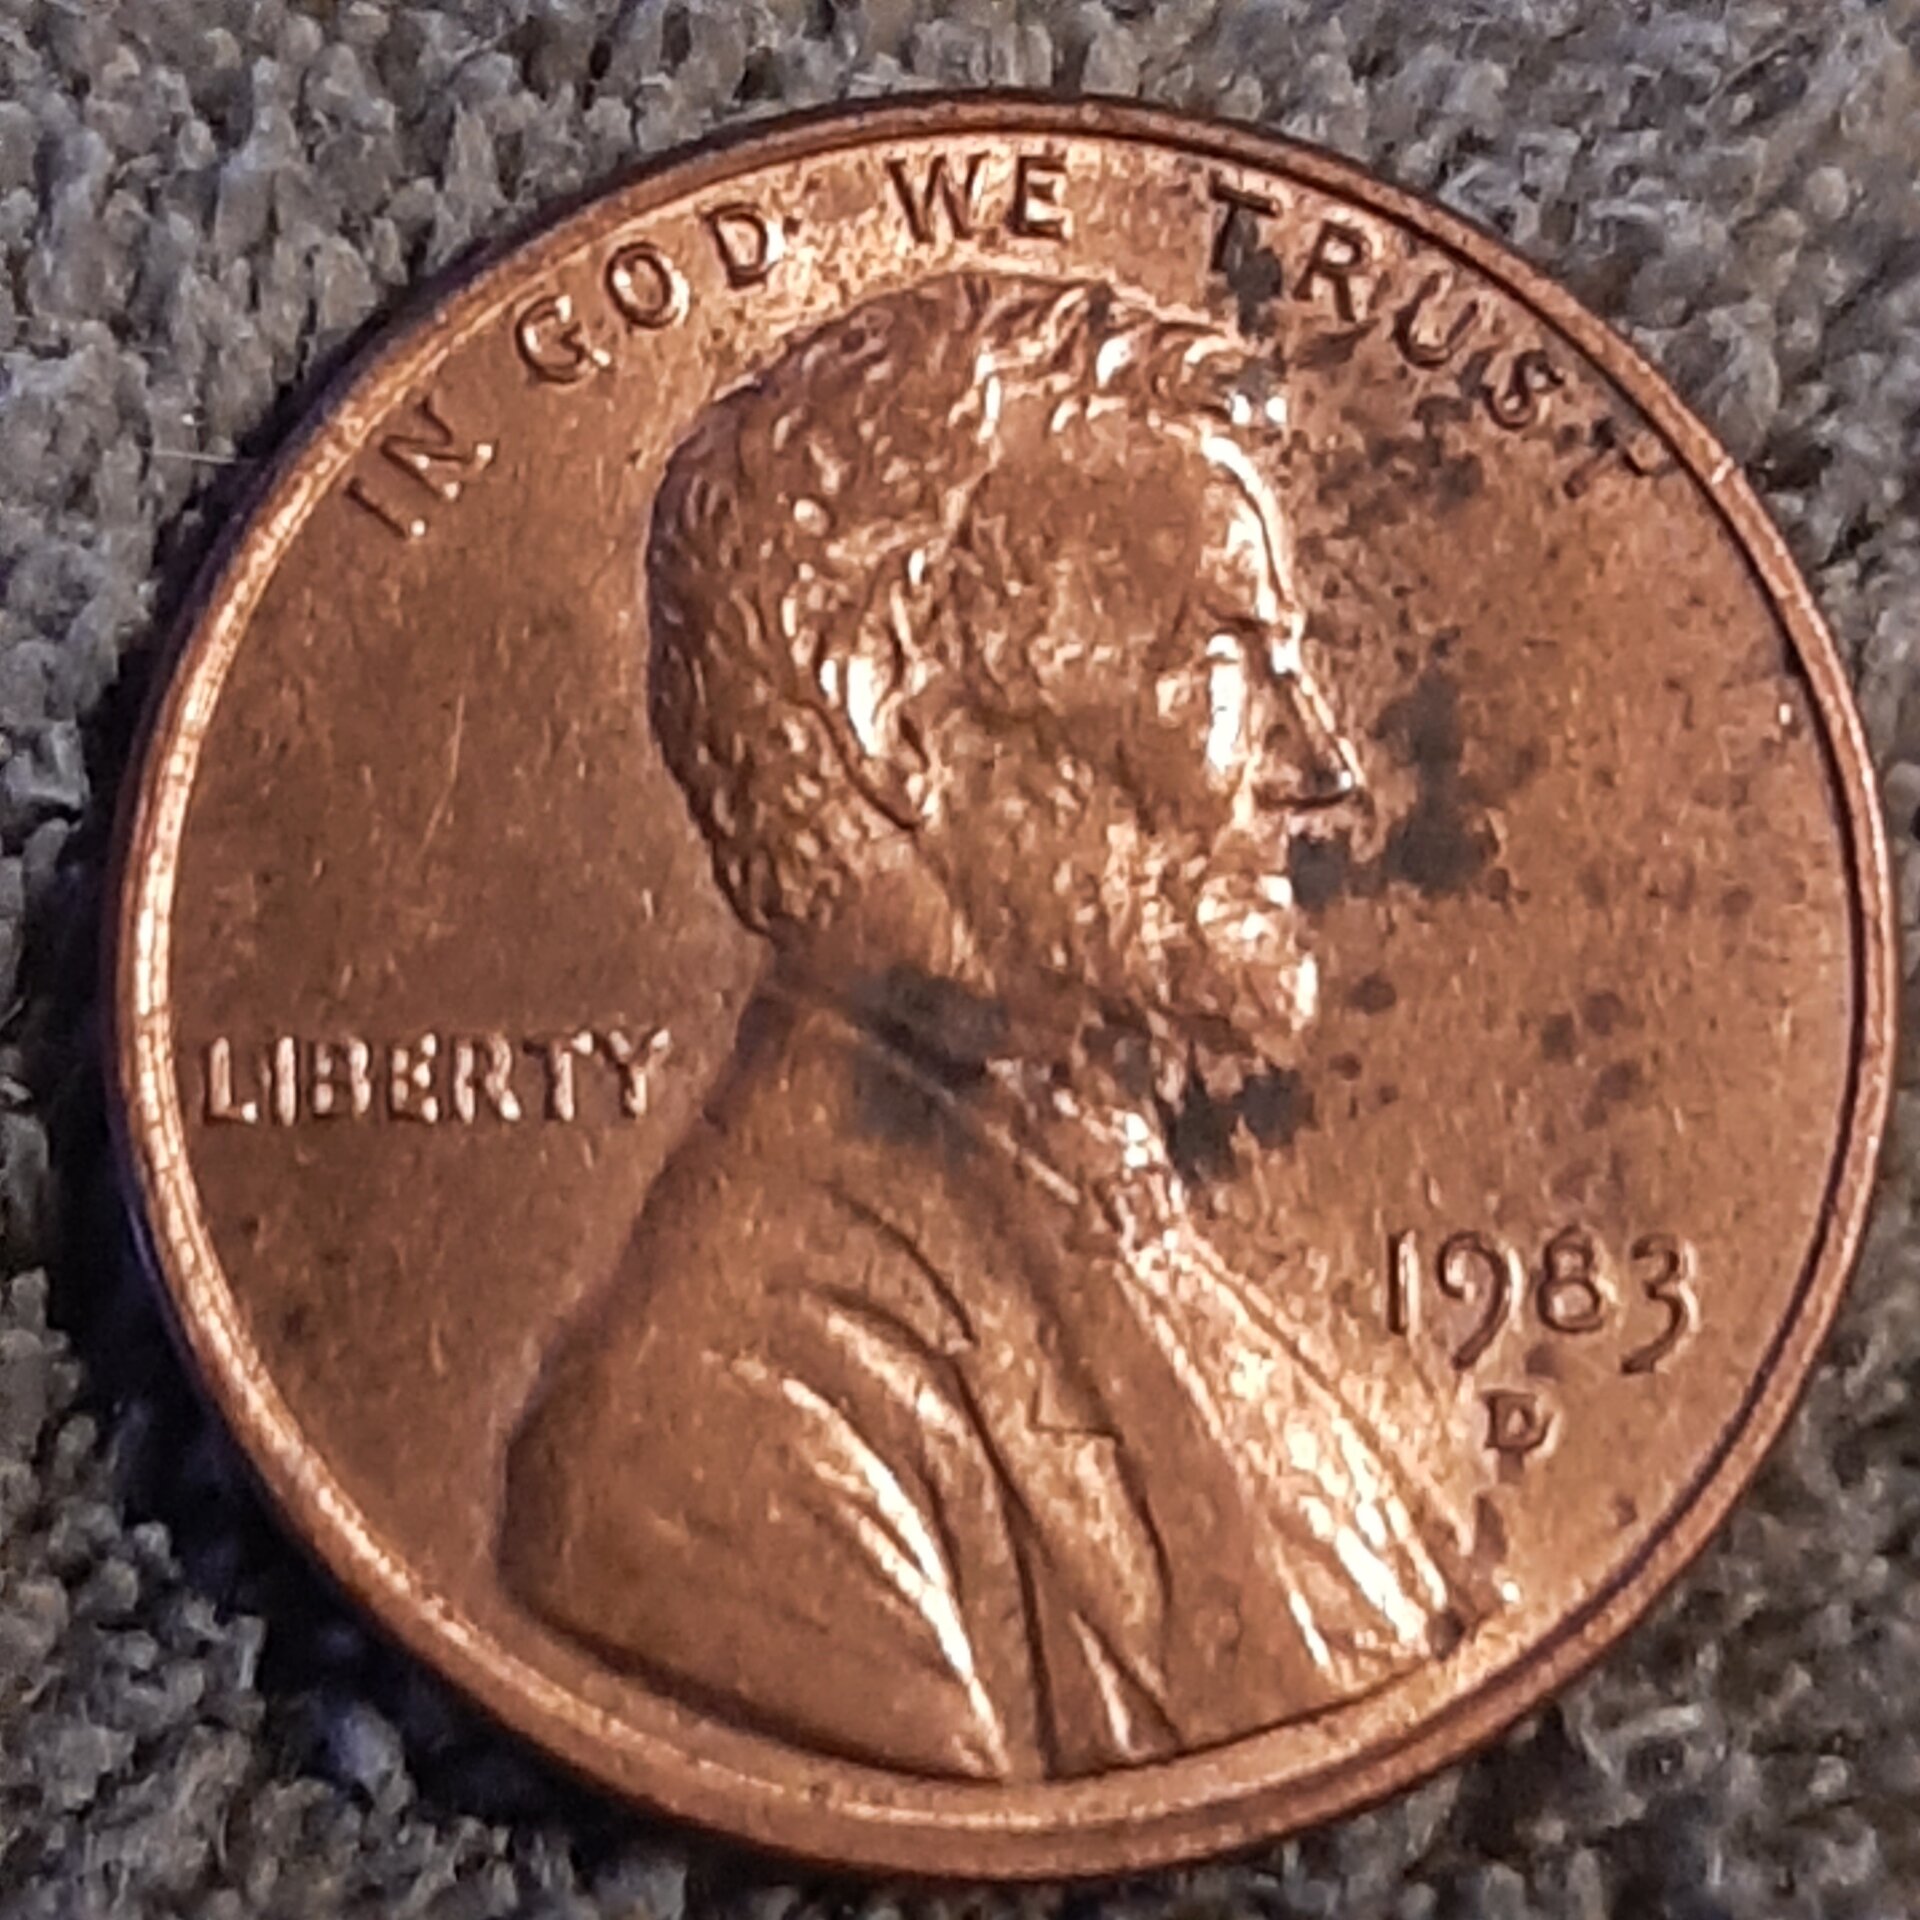 IN GOD WE TRUST
LIBERTY
1983
D